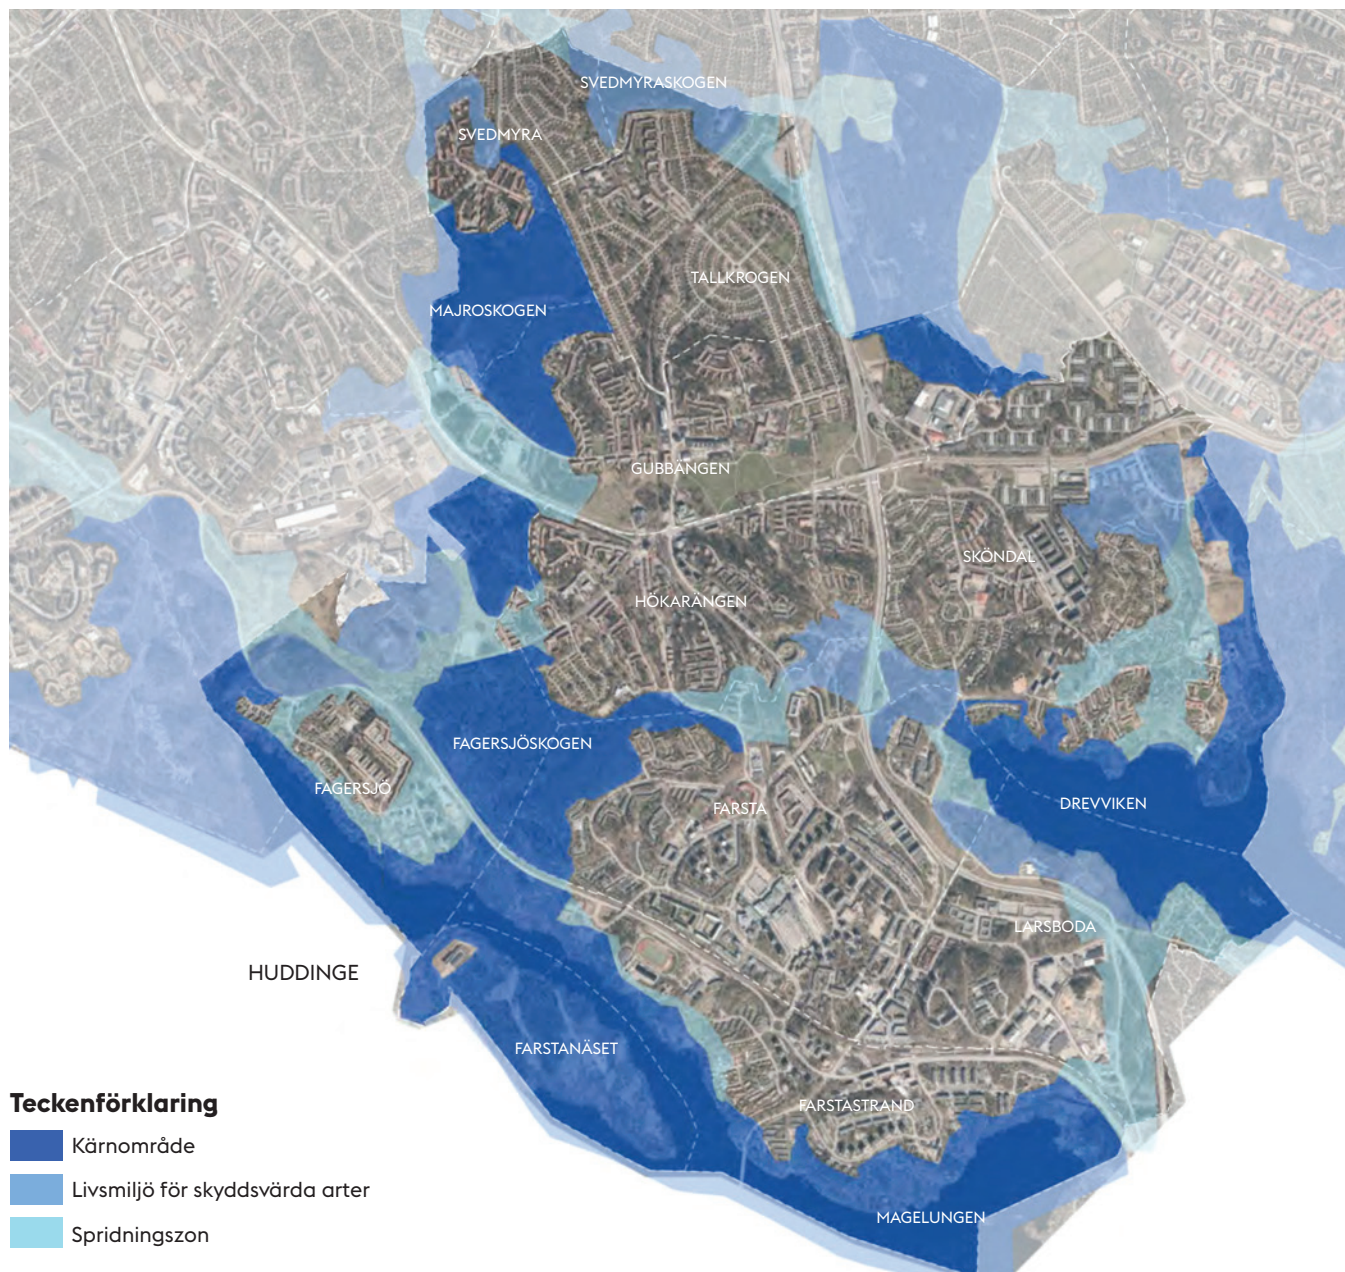 SVEDMYRASKOGEN
SVEDMYRA
TALLKROGEN
MAJROSKOGEN
GUBBÄNGEN
SKÖNDAL
HÖKARÄNGEN
FAGERSJÖSKOGEN
FAGERSJÖ
FARSTA
DREVVIKEN
LARSBODA
HUDDINGE
FARSTANÄSET
FARSTASTRAND
MAGELUNGEN
Teckenförklaring
Kärnområde
Livsmiljö för skyddsvärda arter
Spridningszon